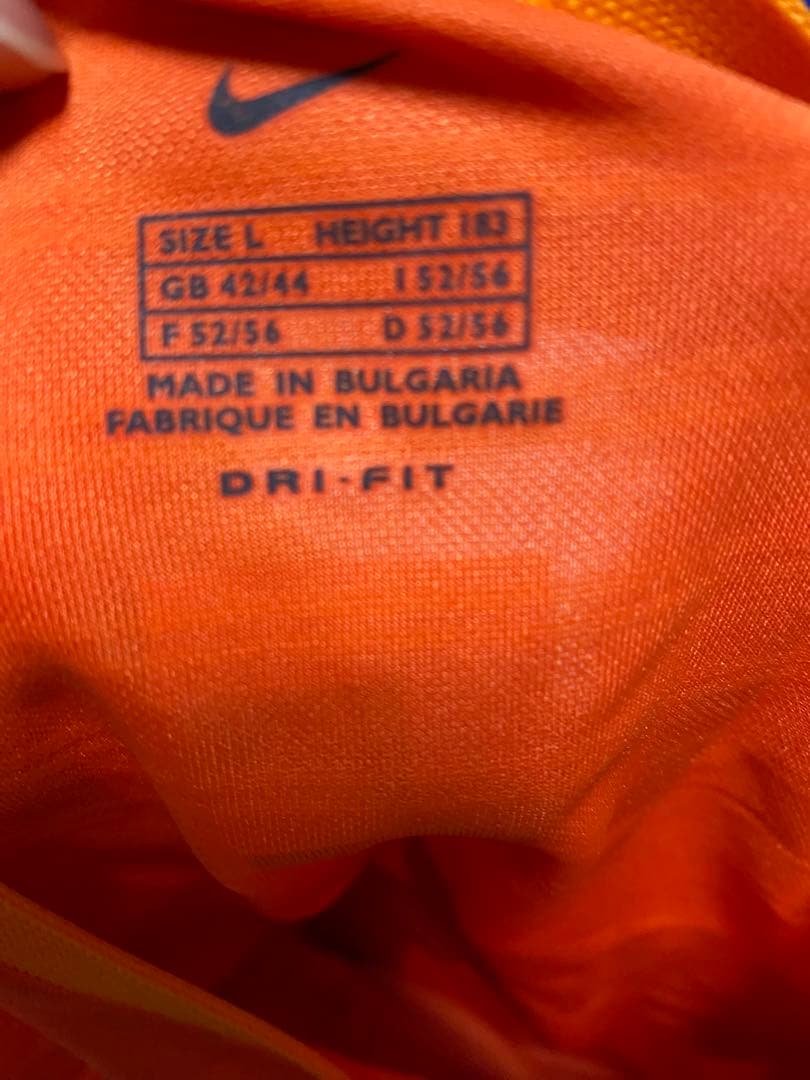 SIZE L HEIGHT 183
GB 42/44 I 52/56
F 52/56 D 52/56
MADE IN BULGARIA
FABRIQUE EN BULGARIE
DRI-FIT